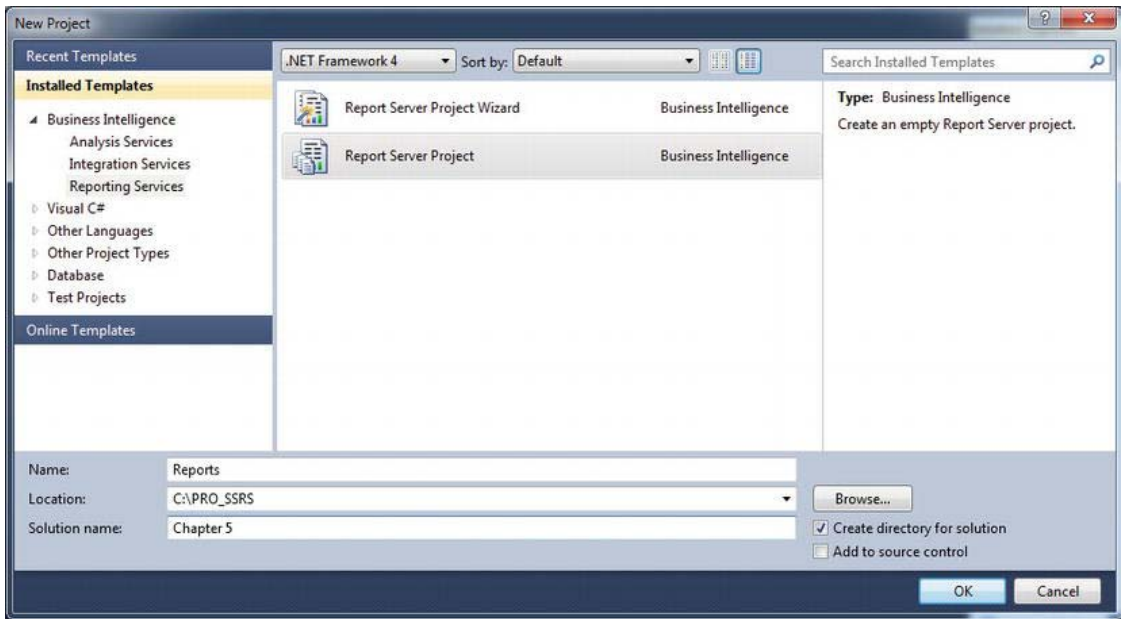 New Project
Recent Templates
Installed Templates
Business Intelligence
Analysis Services
Integration Services
Reporting Services
Visual C#
Other Languages
Other Project Types
Database
Test Projects
Online Templates
.NET Framework 4
Sort by: Default
Report Server Project Wizard Business Intelligence
Report Server Project Business Intelligence
Search Installed Templates
Type: Business Intelligence
Create an empty Report Server project.
Name: Reports
Location: C:\PRO_SSRS
Browse...
Solution name: Chapter 5
Create directory for solution
Add to source control
OK
Cancel